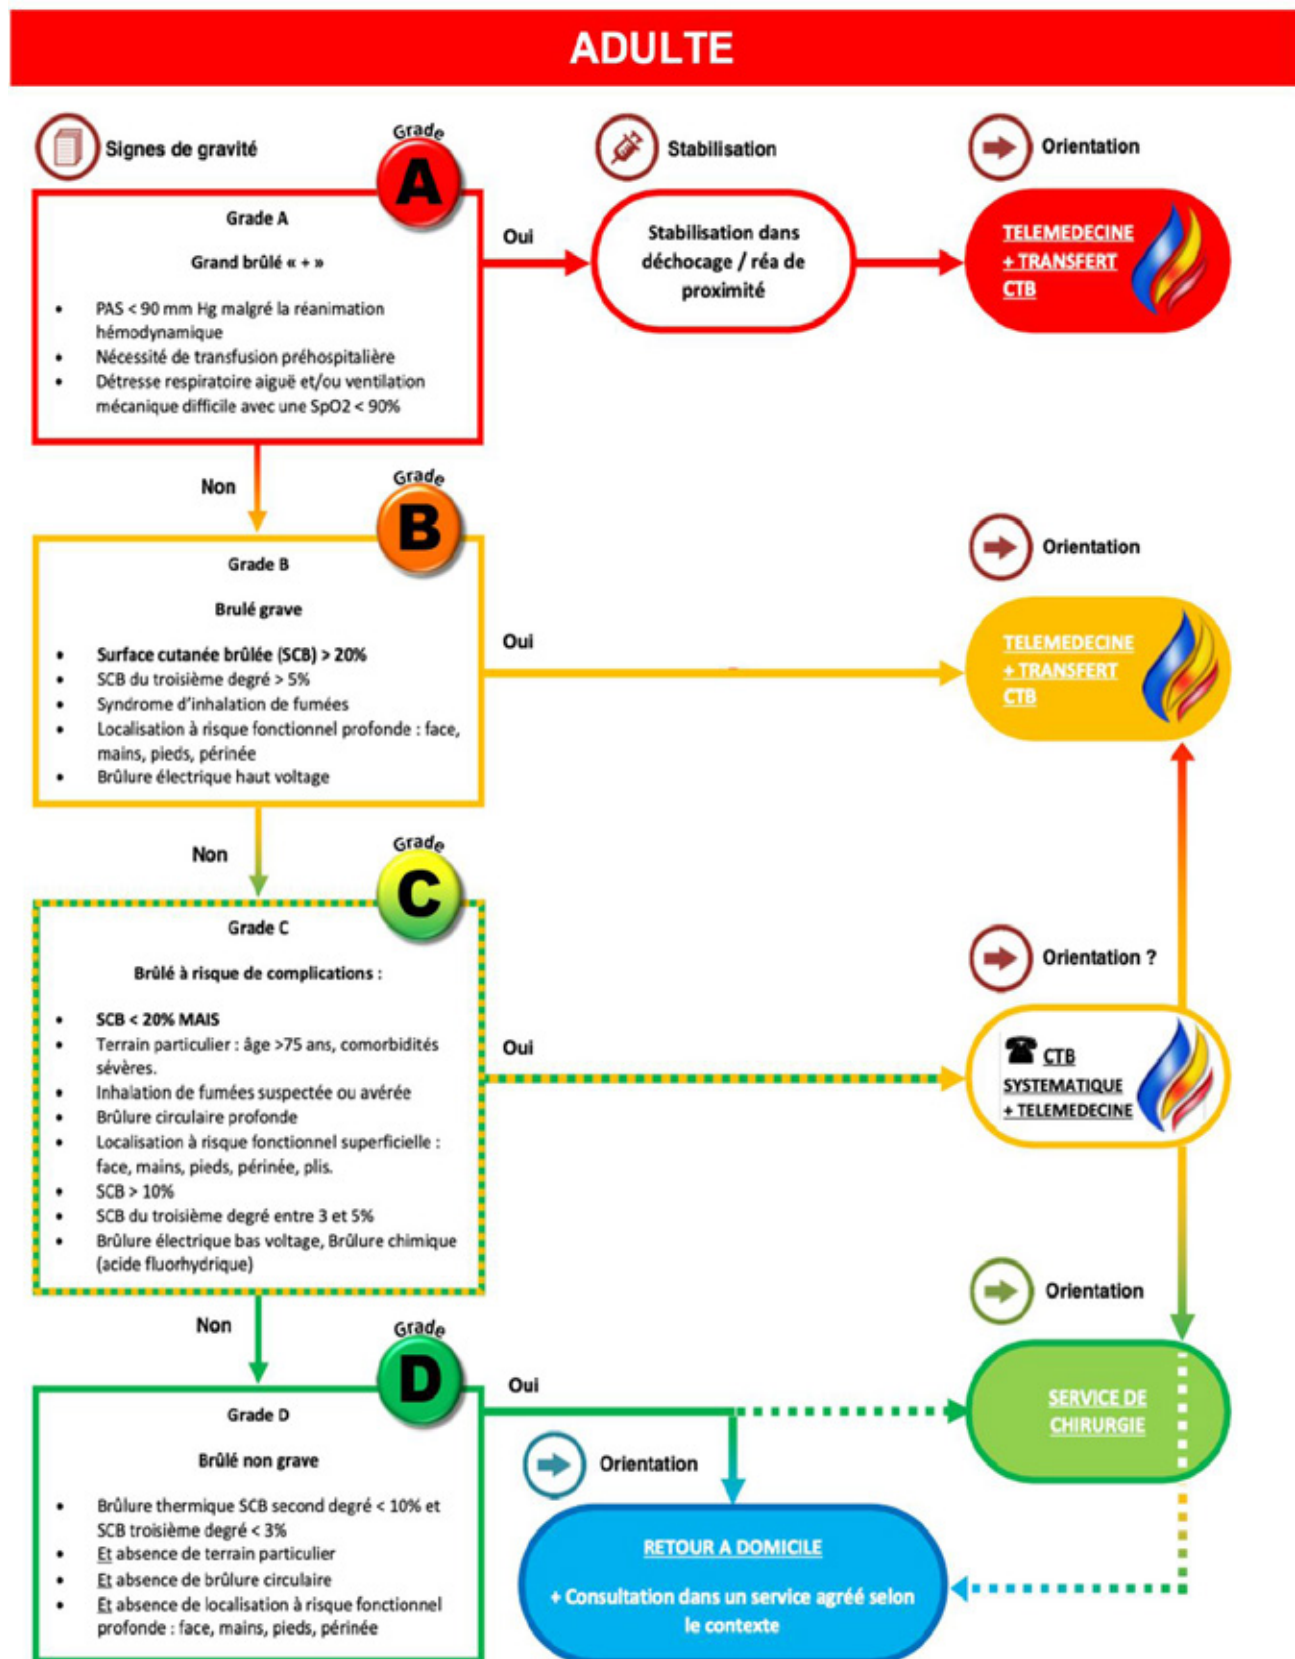 ADULTE
Grade
A
Signes de gravité
Stabilisation
Orientation
Grade A
Grand brûlé « + »
• PAS < 90 mm Hg malgré la réanimation
hémodynamique
• Nécessité de transfusion préhospitalière
• Détresse respiratoire aiguë et/ou ventilation
mécanique difficile avec une SpO2 < 90%
Oui
Stabilisation dans
déchocage / réa de
proximité
TELEMEDECINE
+ TRANSFERT
CTB
Non
Grade
B
Grade B
Brulé grave
• Surface cutanée brûlée (SCB) > 20%
• SCB du troisième degré > 5%
• Syndrome d'inhalation de fumées
• Localisation à risque fonctionnel profonde : face,
mains, pieds, périnée
• Brûlure électrique haut voltage
Oui
Orientation
TELEMEDECINE
+ TRANSFERT
CTB
Non
Grade
C
Grade C
Brûlé à risque de complications :
• SCB < 20% MAIS
• Terrain particulier : âge >75 ans, comorbidités
sévères.
• Inhalation de fumées suspectée ou avérée
• Brûlure circulaire profonde
• Localisation à risque fonctionnel superficielle :
face, mains, pieds, périnée, plis.
• SCB > 10%
• SCB du troisième degré entre 3 et 5%
• Brûlure électrique bas voltage, Brûlure chimique
(acide fluorhydrique)
Oui
Orientation ?
☎ CTB
SYSTEMATIQUE
+ TELEMEDECINE
Non
Grade
D
Grade D
Brûlé non grave
• Brûlure thermique SCB second degré < 10% et
SCB troisième degré < 3%
• Et absence de terrain particulier
• Et absence de brûlure circulaire
• Et absence de localisation à risque fonctionnel
profonde : face, mains, pieds, périnée
Oui
Orientation
SERVICE DE
CHIRURGIE
Orientation
RETOUR A DOMICILE
+ Consultation dans un service agréé selon
le contexte